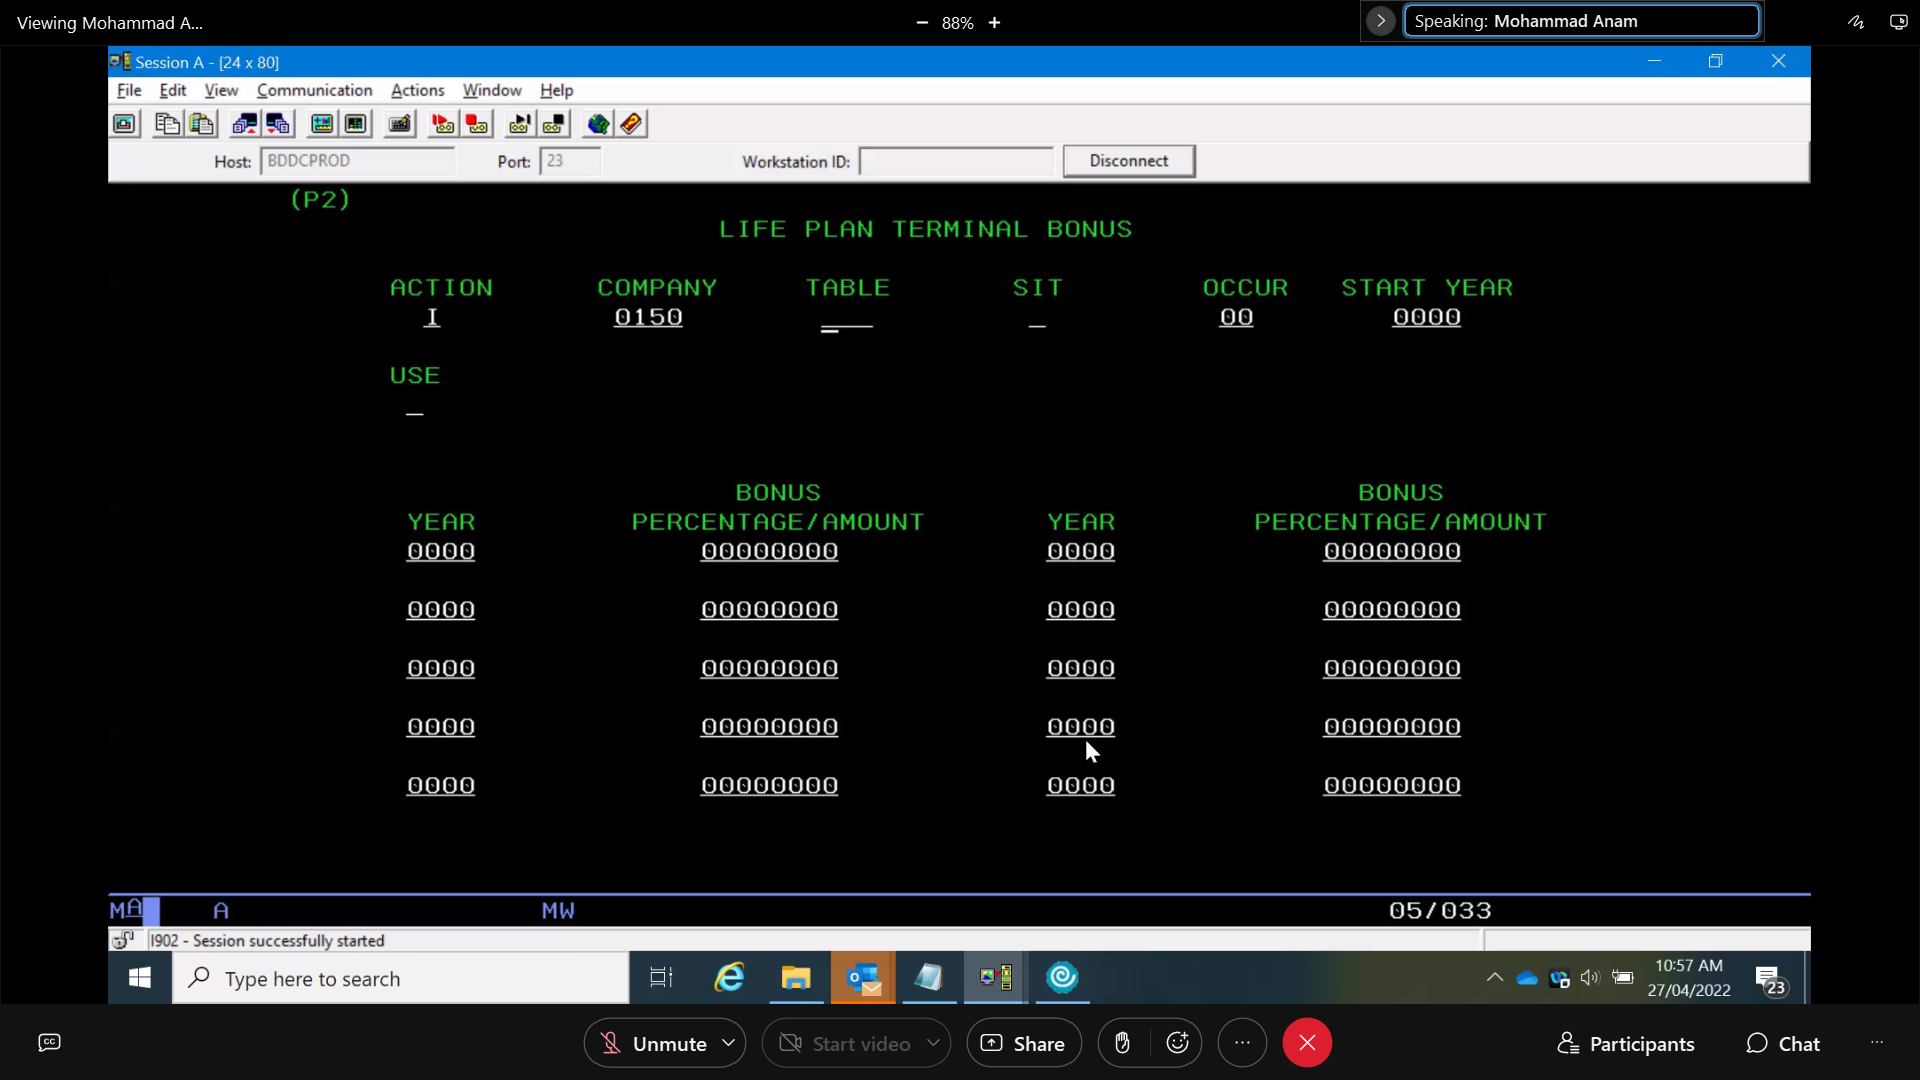 Viewing Mohammad A...
88%
Speaking: Mohammad Anam
Session A - [24 x 80]
File Edit View Communication Actions Window Help
Host: BDDCPROD Port: 23 Workstation ID: Disconnect
(P2)
LIFE PLAN TERMINAL BONUS
ACTION COMPANY TABLE SIT OCCUR START YEAR
I 0150 ___ _ 00 0000
USE
_
BONUS BONUS
YEAR PERCENTAGE/AMOUNT YEAR PERCENTAGE/AMOUNT
0000 00000000 0000 00000000
0000 00000000 0000 00000000
0000 00000000 0000 00000000
0000 00000000 0000 00000000
0000 00000000 0000 00000000
MA A MW 05/033
I902 - Session successfully started
Type here to search
10:57 AM
27/04/2022
23
CC Unmute Start video Share ... Participants Chat ...